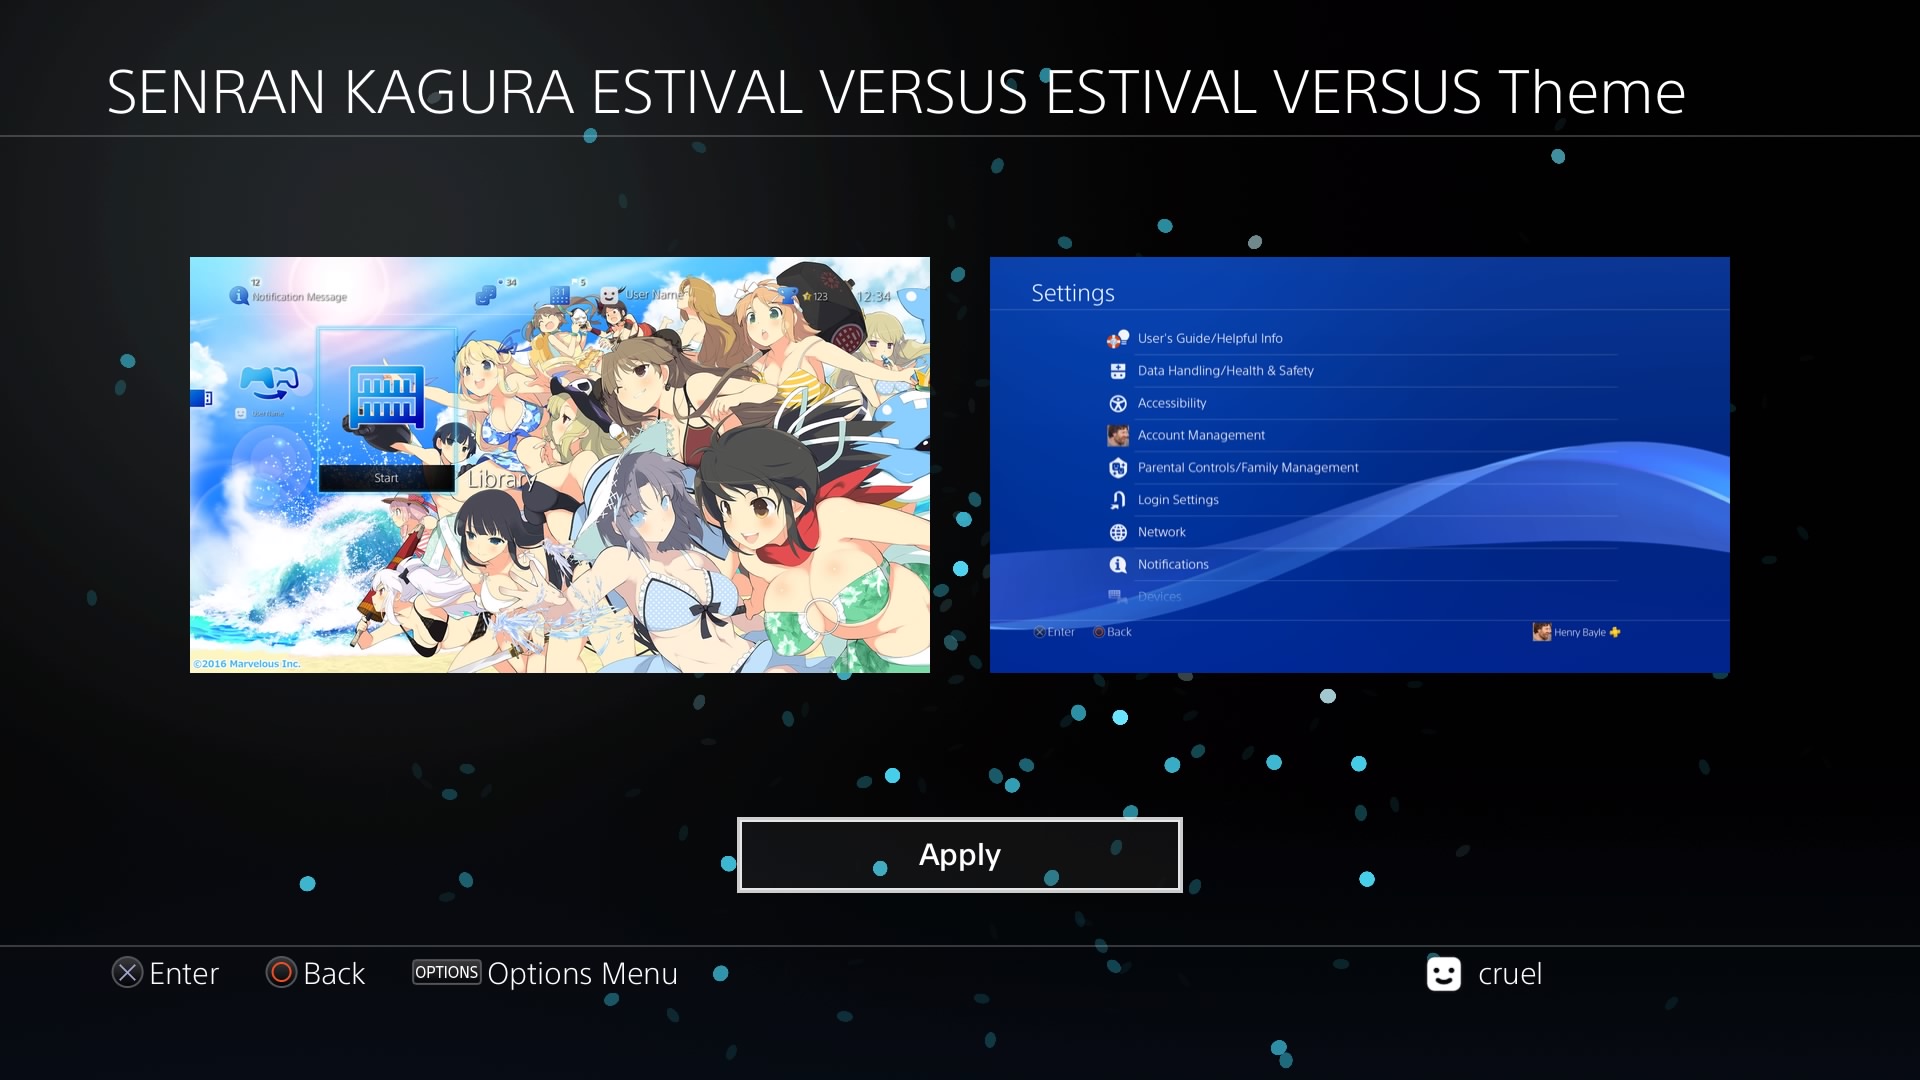 SENRAN KAGURA ESTIVAL VERSUS ESTIVAL VERSUS Theme
12
Notification Message
34
5
User Name
123
12:34
User Name
Start
Library
©2016 Marvelous Inc.
Settings
User's Guide/Helpful Info
Data Handling/Health & Safety
Accessibility
Account Management
Parental Controls/Family Management
Login Settings
Network
Notifications
Devices
Enter
Back
Henry Bayle
Apply
Enter
Back
OPTIONS Options Menu
cruel